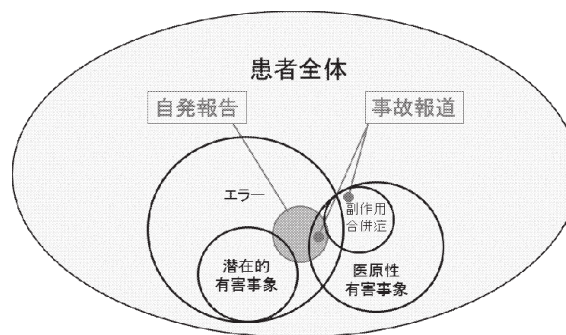 患者全体
自発報告
事故報道
エラー
副作用
合併症
潜在的
有害事象
医原性
有害事象